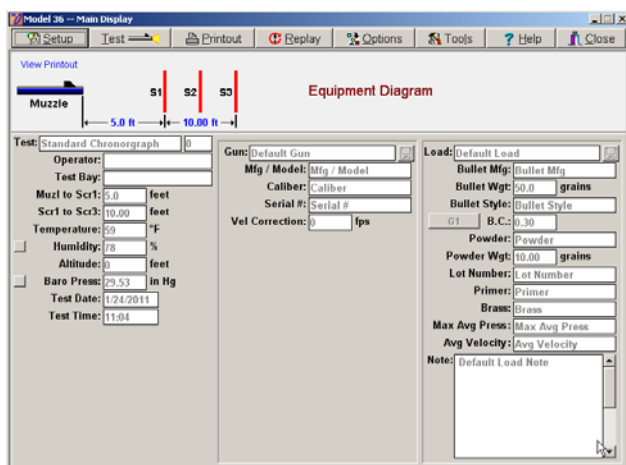 Model 36 -- Main Display
Setup Test Printout Replay Options Tools Help Close
View Printout
S1 S2 S3
Equipment Diagram
Muzzle
5.0 ft 10.00 ft
Test: Standard Chronorgraph 0
Operator:
Test Bay:
Muzl to Scr1: 5.0 feet
Scr1 to Scr3: 10.00 feet
Temperature: 59 °F
Humidity: 78 %
Altitude: 0 feet
Baro Press: 29.53 in Hg
Test Date: 1/24/2011
Test Time: 11:04
Gun: Default Gun
Mfg / Model: Mfg / Model
Caliber: Caliber
Serial #: Serial #
Vel Correction: 0 fps
Load: Default Load
Bullet Mfg: Bullet Mfg
Bullet Wgt: 50.0 grains
Bullet Style: Bullet Style
G1 B.C.: 0.30
Powder: Powder
Powder Wgt: 10.00 grains
Lot Number: Lot Number
Primer: Primer
Brass: Brass
Max Avg Press: Max Avg Press
Avg Velocity: Avg Velocity
Note: Default Load Note